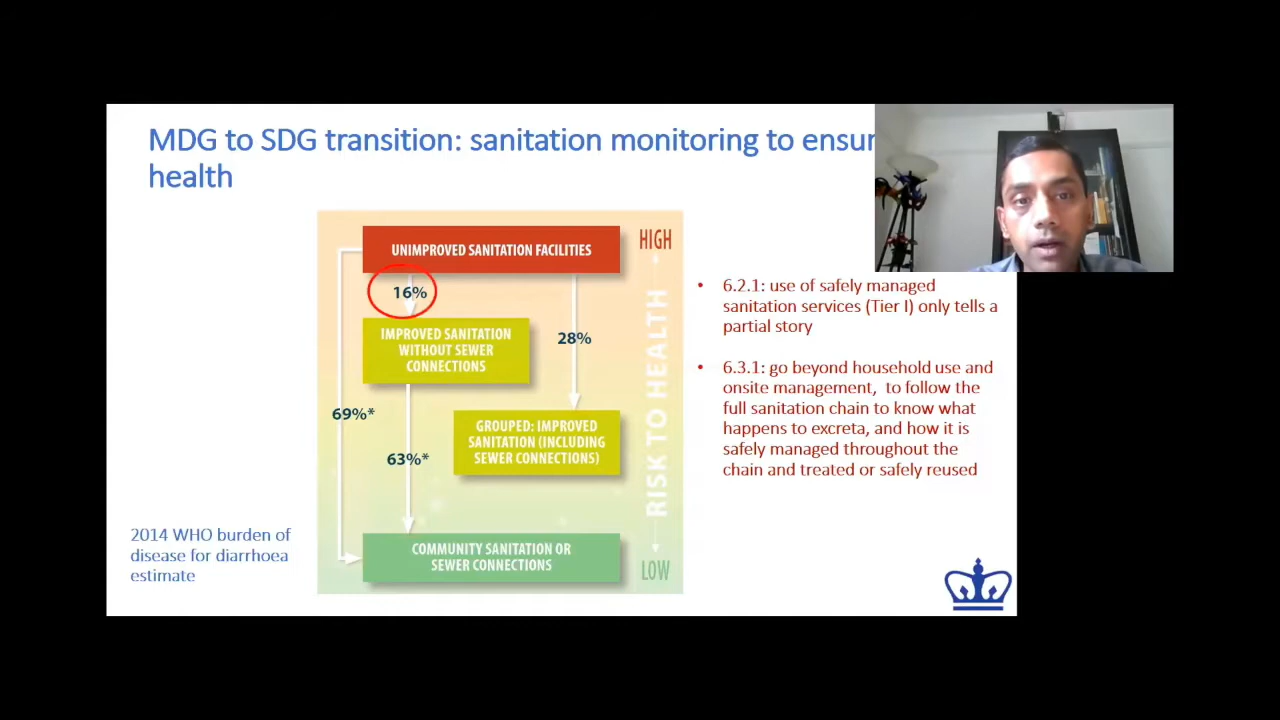 MDG to SDG transition: sanitation monitoring to ensur
health
UNIMPROVED SANITATION FACILITIES
HIGH
16%
IMPROVED SANITATION
WITHOUT SEWER
CONNECTIONS
28%
69%*
63%*
GROUPED: IMPROVED
SANITATION (INCLUDING
SEWER CONNECTIONS)
COMMUNITY SANITATION OR
SEWER CONNECTIONS
RISK TO HEALTH
LOW
• 6.2.1: use of safely managed
sanitation services (Tier I) only tells a
partial story
• 6.3.1: go beyond household use and
onsite management, to follow the
full sanitation chain to know what
happens to excreta, and how it is
safely managed throughout the
chain and treated or safely reused
2014 WHO burden of
disease for diarrhoea
estimate